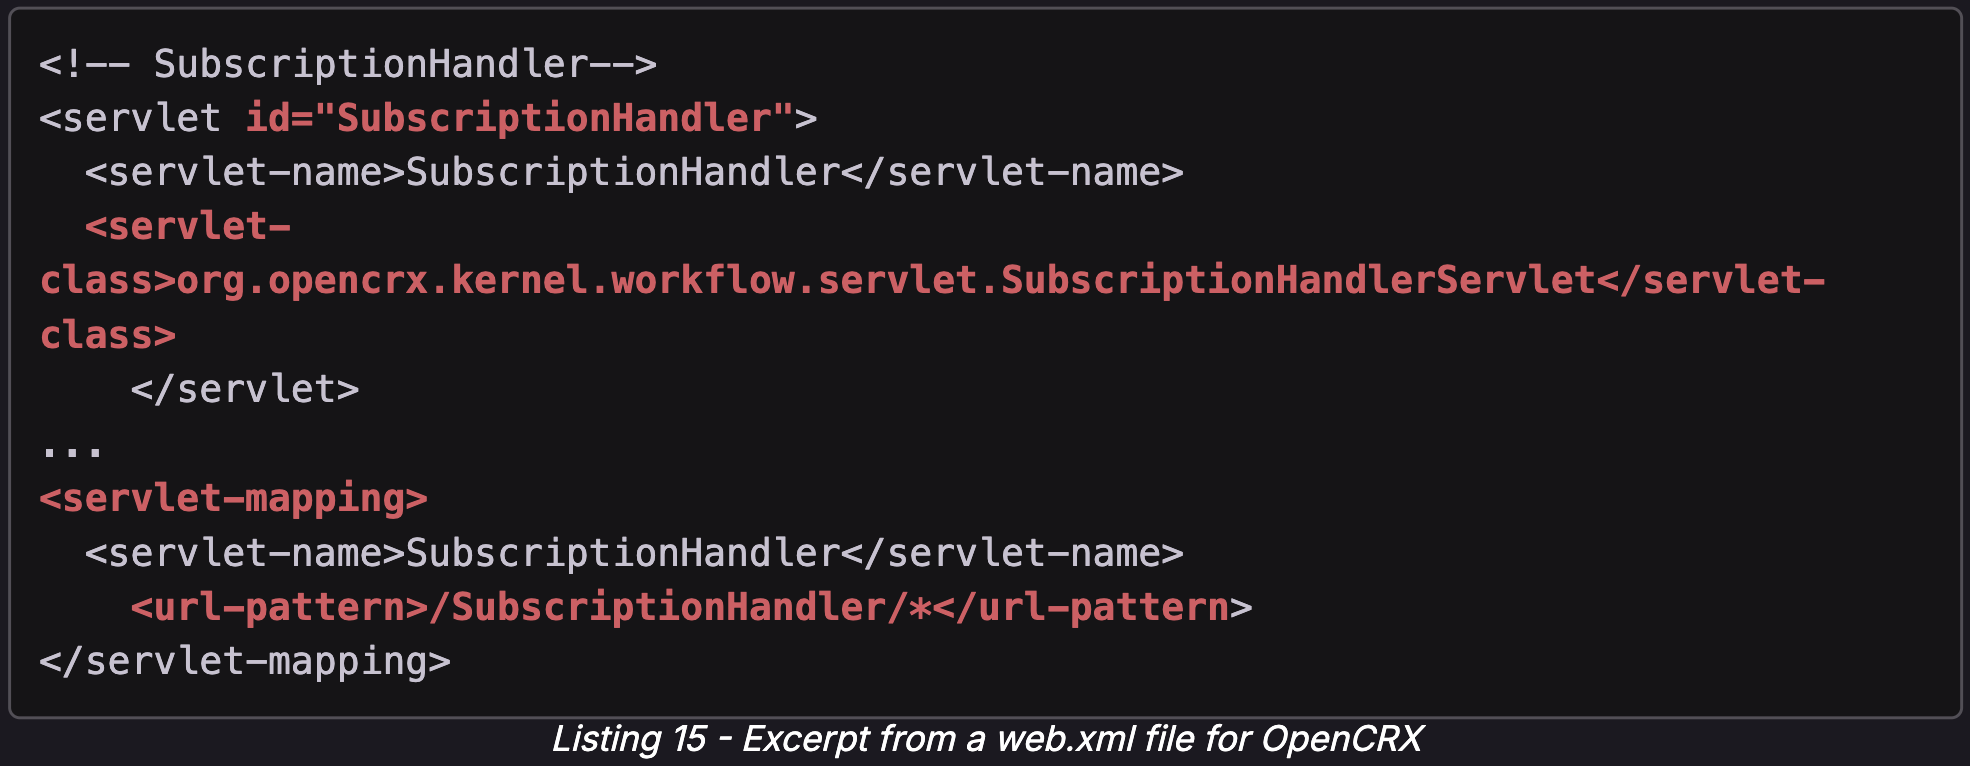 <!-- SubscriptionHandler-->
<servlet id="SubscriptionHandler">
  <servlet-name>SubscriptionHandler</servlet-name>
  <servlet-
class>org.opencrx.kernel.workflow.servlet.SubscriptionHandlerServlet</servlet-
class>
    </servlet>
...
<servlet-mapping>
  <servlet-name>SubscriptionHandler</servlet-name>
    <url-pattern>/SubscriptionHandler/*</url-pattern>
</servlet-mapping>
Listing 15 - Excerpt from a web.xml file for OpenCRX